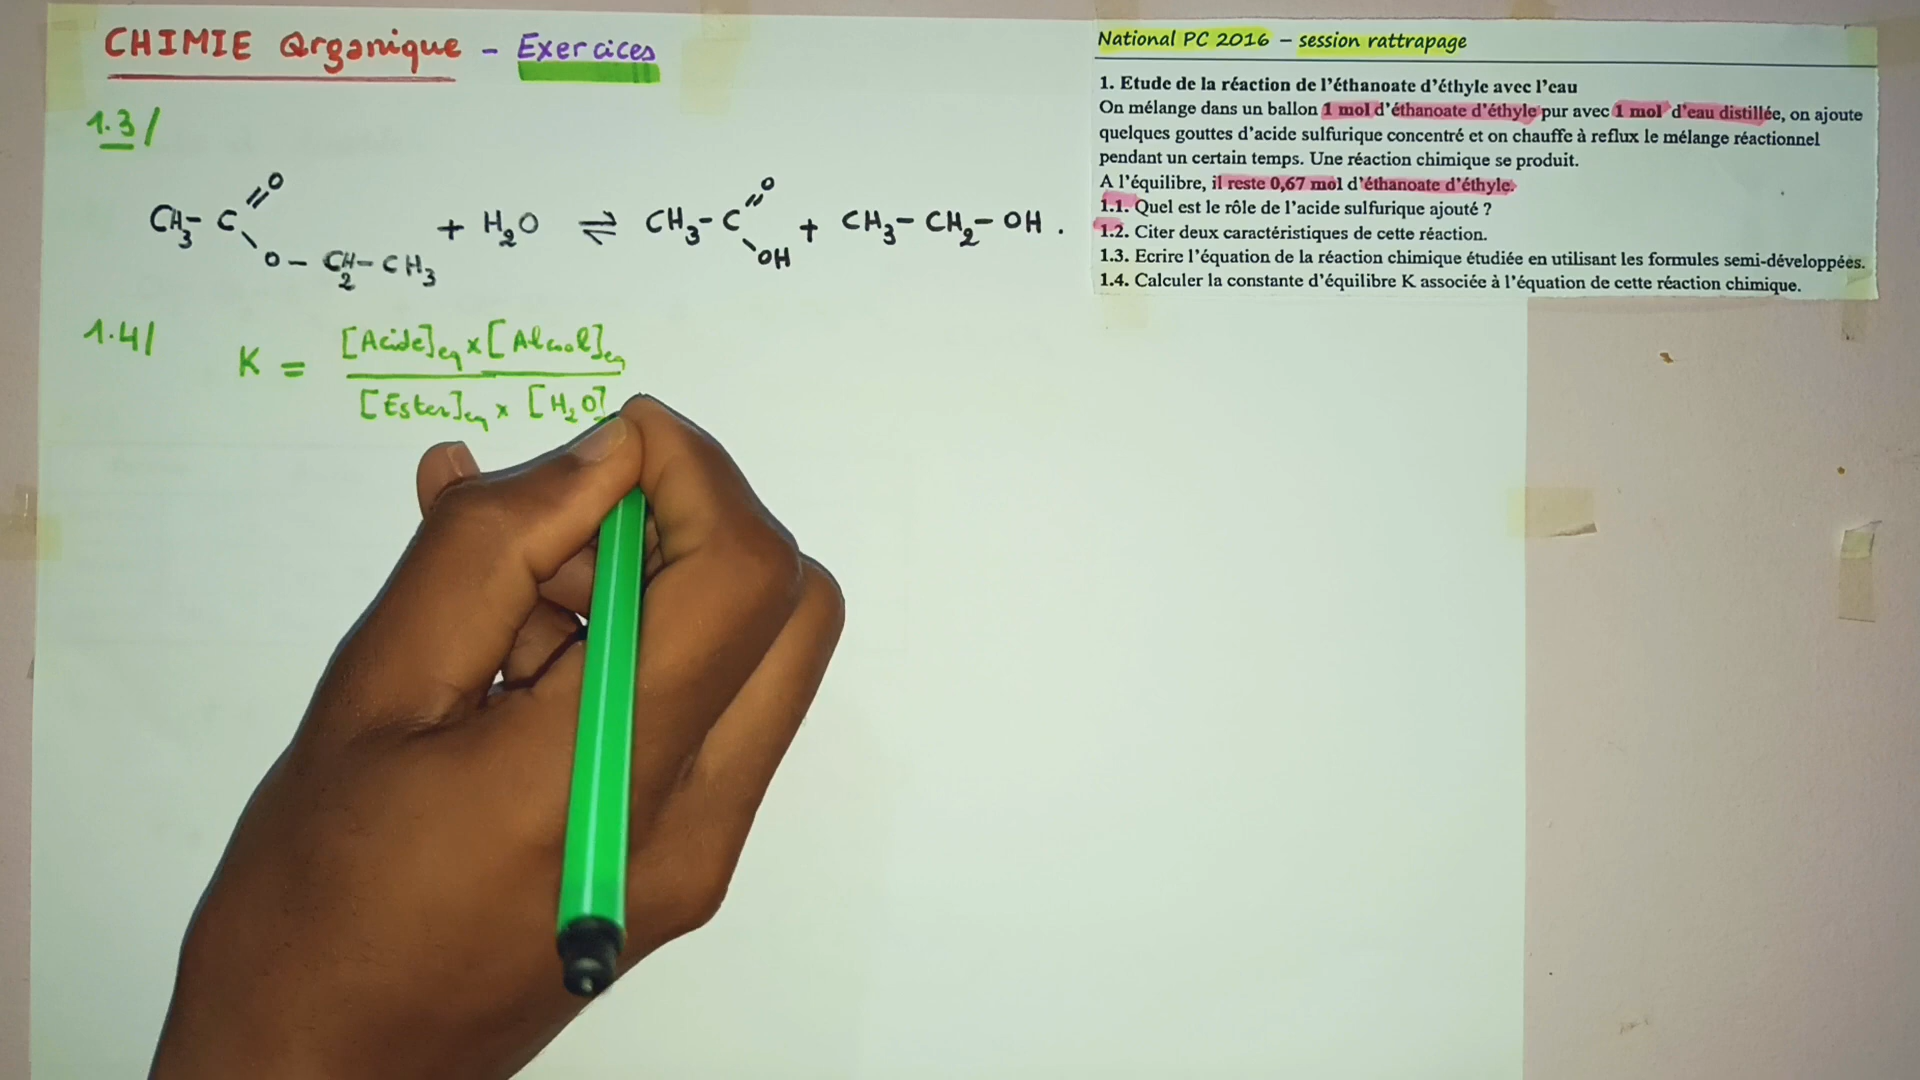 CHIMIE Organique - Exercices
1.3/
CH3- C =O O - CH2 - CH3 + H2O ⇌ CH3 - C =O OH + CH3 - CH2 - OH .
1.4/ K = [Acide]eq x [Alcool]eq
[Ester]eq x [H2O]
National PC 2016 – session rattrapage
1. Etude de la réaction de l'éthanoate d'éthyle avec l'eau
On mélange dans un ballon 1 mol d'éthanoate d'éthyle pur avec 1 mol d'eau distillée, on ajoute
quelques gouttes d'acide sulfurique concentré et on chauffe à reflux le mélange réactionnel
pendant un certain temps. Une réaction chimique se produit.
A l'équilibre, il reste 0,67 mol d'éthanoate d'éthyle.
1.1. Quel est le rôle de l'acide sulfurique ajouté ?
1.2. Citer deux caractéristiques de cette réaction.
1.3. Ecrire l'équation de la réaction chimique étudiée en utilisant les formules semi-développées.
1.4. Calculer la constante d'équilibre K associée à l'équation de cette réaction chimique.